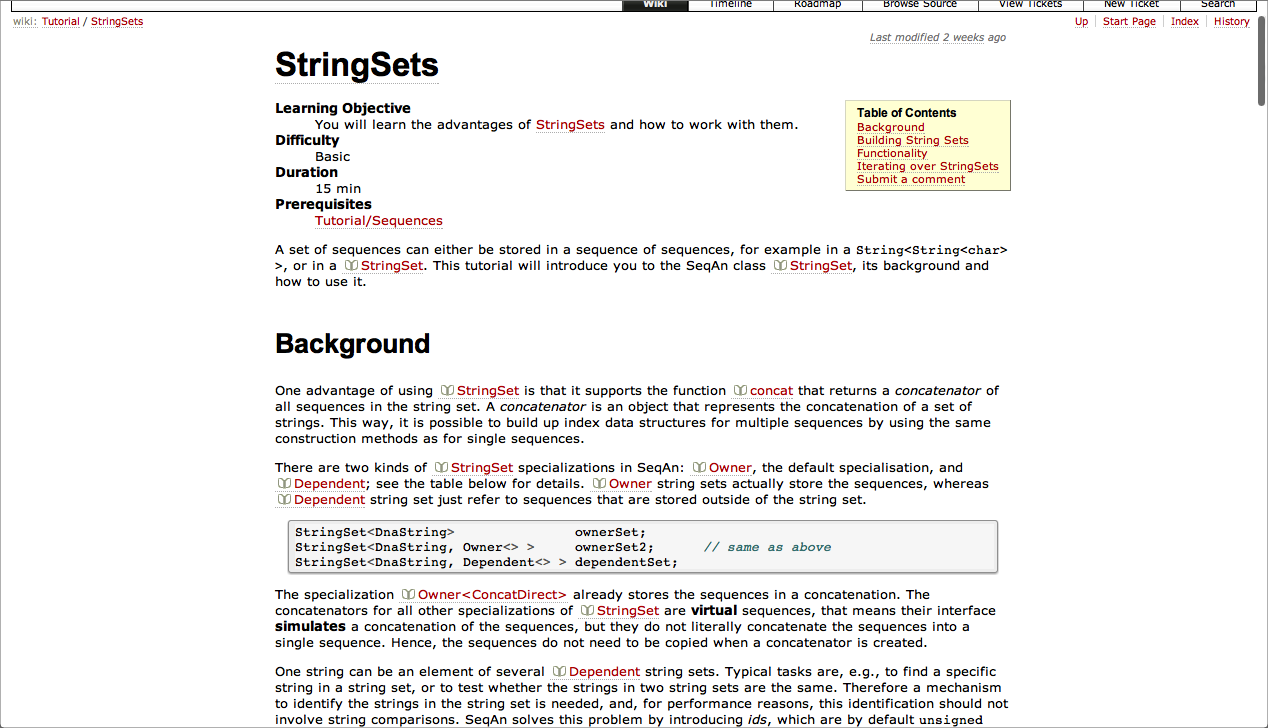 Wiki Timeline Roadmap Browse Source View Tickets New Ticket Search
wiki: Tutorial / StringSets
Up Start Page Index History
Last modified 2 weeks ago
StringSets
Learning Objective
You will learn the advantages of StringSets and how to work with them.
Difficulty
Basic
Duration
15 min
Prerequisites
Tutorial/Sequences
Table of Contents
Background
Building String Sets
Functionality
Iterating over StringSets
Submit a comment
A set of sequences can either be stored in a sequence of sequences, for example in a String<String<char>
>, or in a StringSet. This tutorial will introduce you to the SeqAn class StringSet, its background and
how to use it.
Background
One advantage of using StringSet is that it supports the function concat that returns a concatenator of
all sequences in the string set. A concatenator is an object that represents the concatenation of a set of
strings. This way, it is possible to build up index data structures for multiple sequences by using the same
construction methods as for single sequences.
There are two kinds of StringSet specializations in SeqAn: Owner, the default specialisation, and
Dependent; see the table below for details. Owner string sets actually store the sequences, whereas
Dependent string set just refer to sequences that are stored outside of the string set.
StringSet<DnaString> ownerSet;
StringSet<DnaString, Owner<> > ownerSet2; // same as above
StringSet<DnaString, Dependent<> > dependentSet;
The specialization Owner<ConcatDirect> already stores the sequences in a concatenation. The
concatenators for all other specializations of StringSet are virtual sequences, that means their interface
simulates a concatenation of the sequences, but they do not literally concatenate the sequences into a
single sequence. Hence, the sequences do not need to be copied when a concatenator is created.
One string can be an element of several Dependent string sets. Typical tasks are, e.g., to find a specific
string in a string set, or to test whether the strings in two string sets are the same. Therefore a mechanism
to identify the strings in the string set is needed, and, for performance reasons, this identification should not
involve string comparisons. SeqAn solves this problem by introducing ids, which are by default unsigned